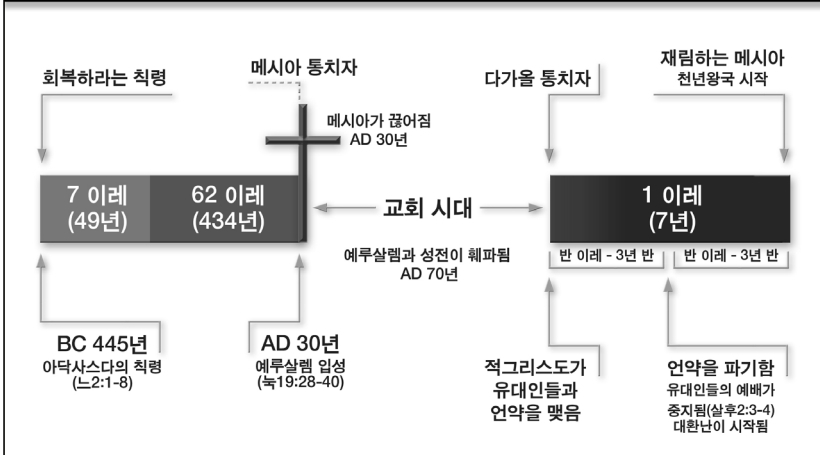 회복하라는 칙령
메시아 통치자
메시아가 끊어짐
AD 30년
다가올 통치자
재림하는 메시아
천년왕국 시작
7 이레
(49년)
62 이레
(434년)
교회 시대
1 이레
(7년)
예루살렘과 성전이 훼파됨
AD 70년
반 이레 - 3년 반
반 이레 - 3년 반
BC 445년
아닥사스다의 칙령
(느2:1-8)
AD 30년
예루살렘 입성
(눅19:28-40)
적그리스도가
유대인들과
언약을 맺음
언약을 파기함
유대인들의 예배가
중지됨(살후2:3-4)
대환난이 시작됨